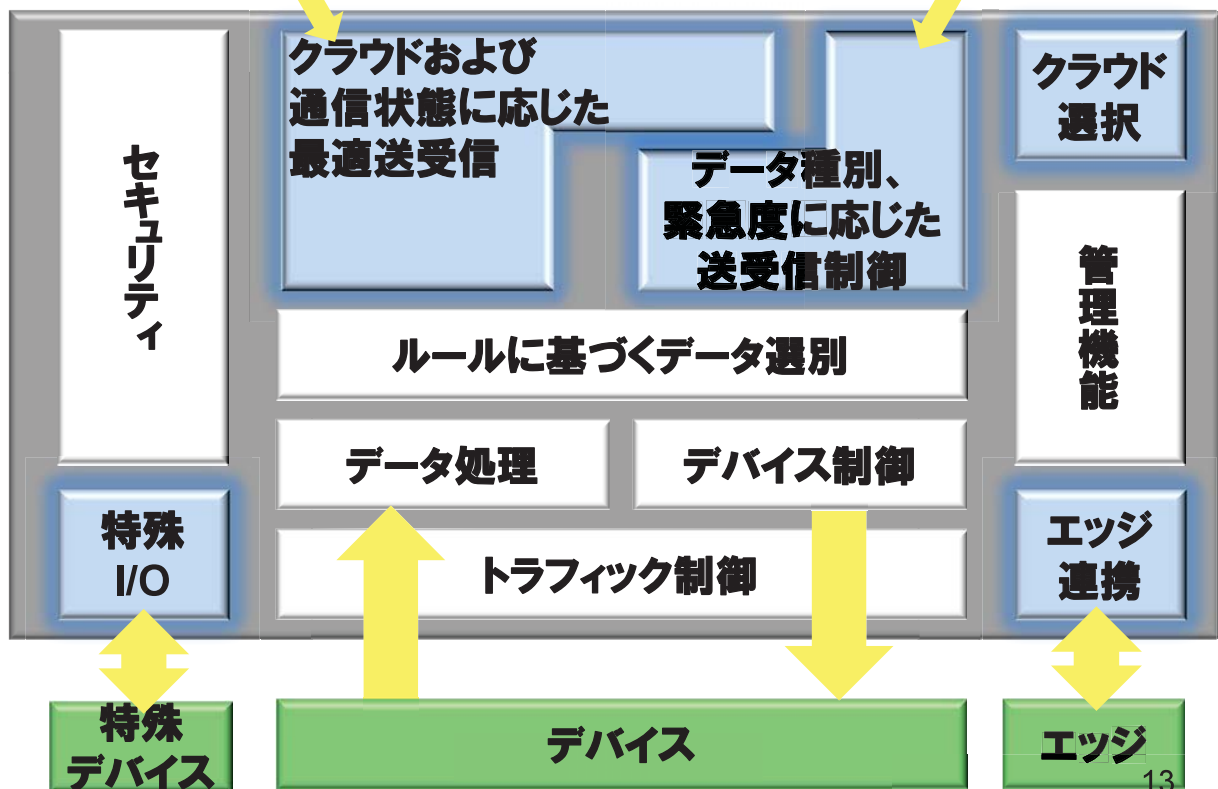 セキュリティ
クラウドおよび
通信状態に応じた
最適送受信
データ種別、
緊急度に応じた
送受信制御
クラウド
選択
管理機能
ルールに基づくデータ選別
データ処理
デバイス制御
特殊
I/O
トラフィック制御
エッジ
連携
特殊
デバイス
デバイス
エッジ
13